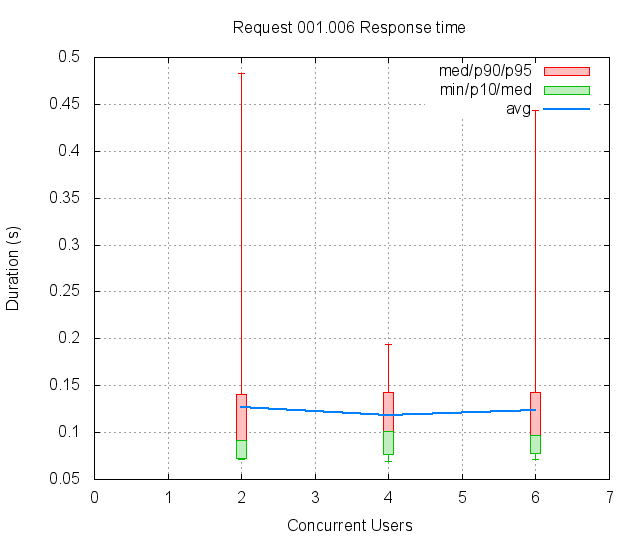 Request 001.006 Response time
med/p90/p95
min/p10/med
avg
0.5
0.45
0.4
0.35
0.3
0.25
0.2
0.15
0.1
0.05
Duration (s)
0 1 2 3 4 5 6 7
Concurrent Users